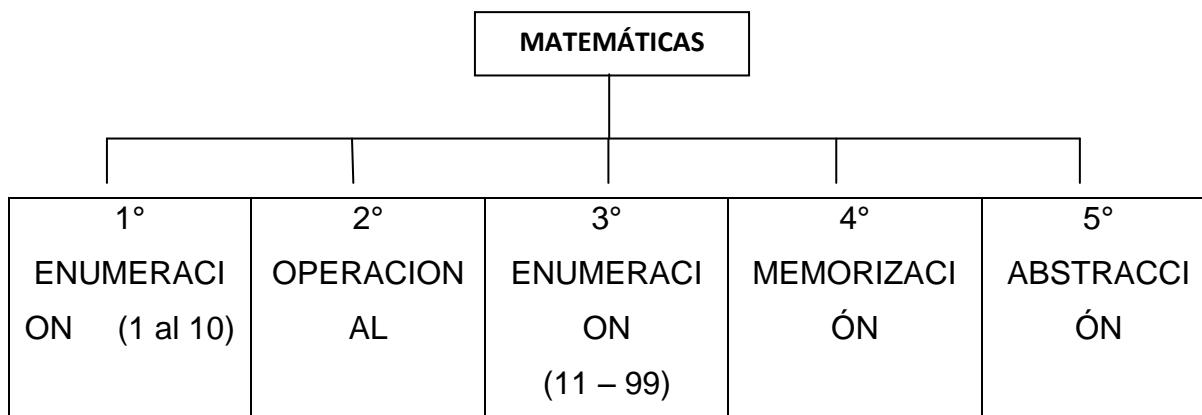 MATEMÁTICAS
1°
ENUMERACI
ON (1 al 10)
2°
OPERACION
AL
3°
ENUMERACI
ON
(11 – 99)
4°
MEMORIZACI
ÓN
5°
ABSTRACCI
ÓN